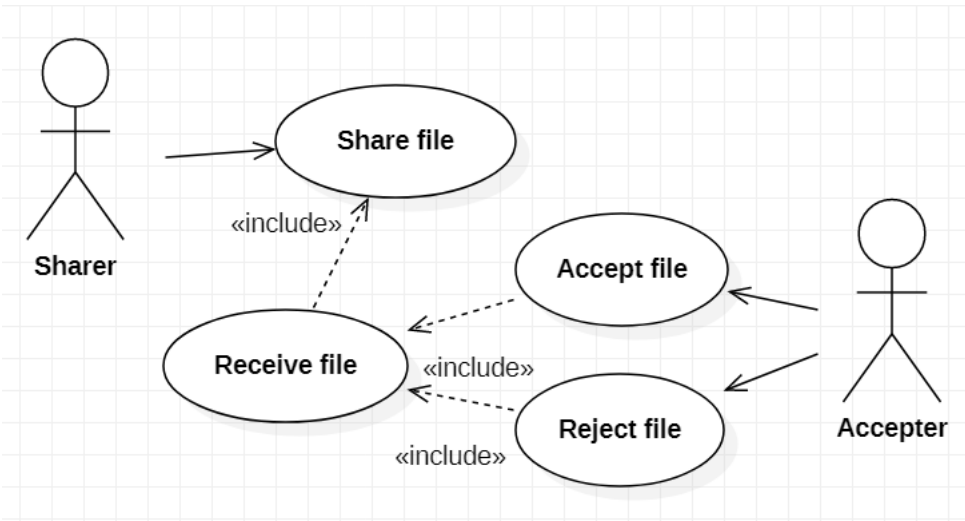 Share file
«include»
Sharer
Accept file
Receive file
«include»
Reject file
Accepter
«include»